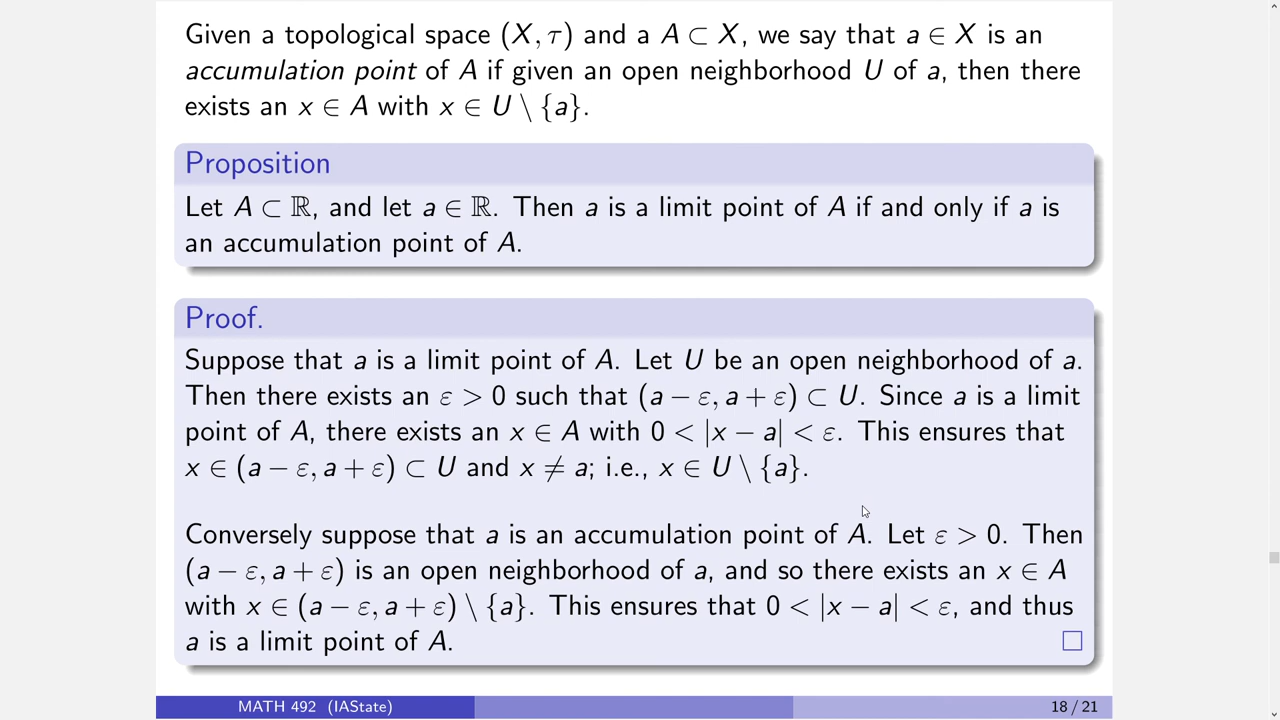 Given a topological space (X, τ) and a A ⊂ X, we say that a ∈ X is an
accumulation point of A if given an open neighborhood U of a, then there
exists an x ∈ A with x ∈ U \ {a}.
Proposition
Let A ⊂ ℝ, and let a ∈ ℝ. Then a is a limit point of A if and only if a is
an accumulation point of A.
Proof.
Suppose that a is a limit point of A. Let U be an open neighborhood of a.
Then there exists an ε > 0 such that (a − ε, a + ε) ⊂ U. Since a is a limit
point of A, there exists an x ∈ A with 0 < |x − a| < ε. This ensures that
x ∈ (a − ε, a + ε) ⊂ U and x ≠ a; i.e., x ∈ U \ {a}.
Conversely suppose that a is an accumulation point of A. Let ε > 0. Then
(a − ε, a + ε) is an open neighborhood of a, and so there exists an x ∈ A
with x ∈ (a − ε, a + ε) \ {a}. This ensures that 0 < |x − a| < ε, and thus
a is a limit point of A. □
MATH 492 (IAState)
18 / 21